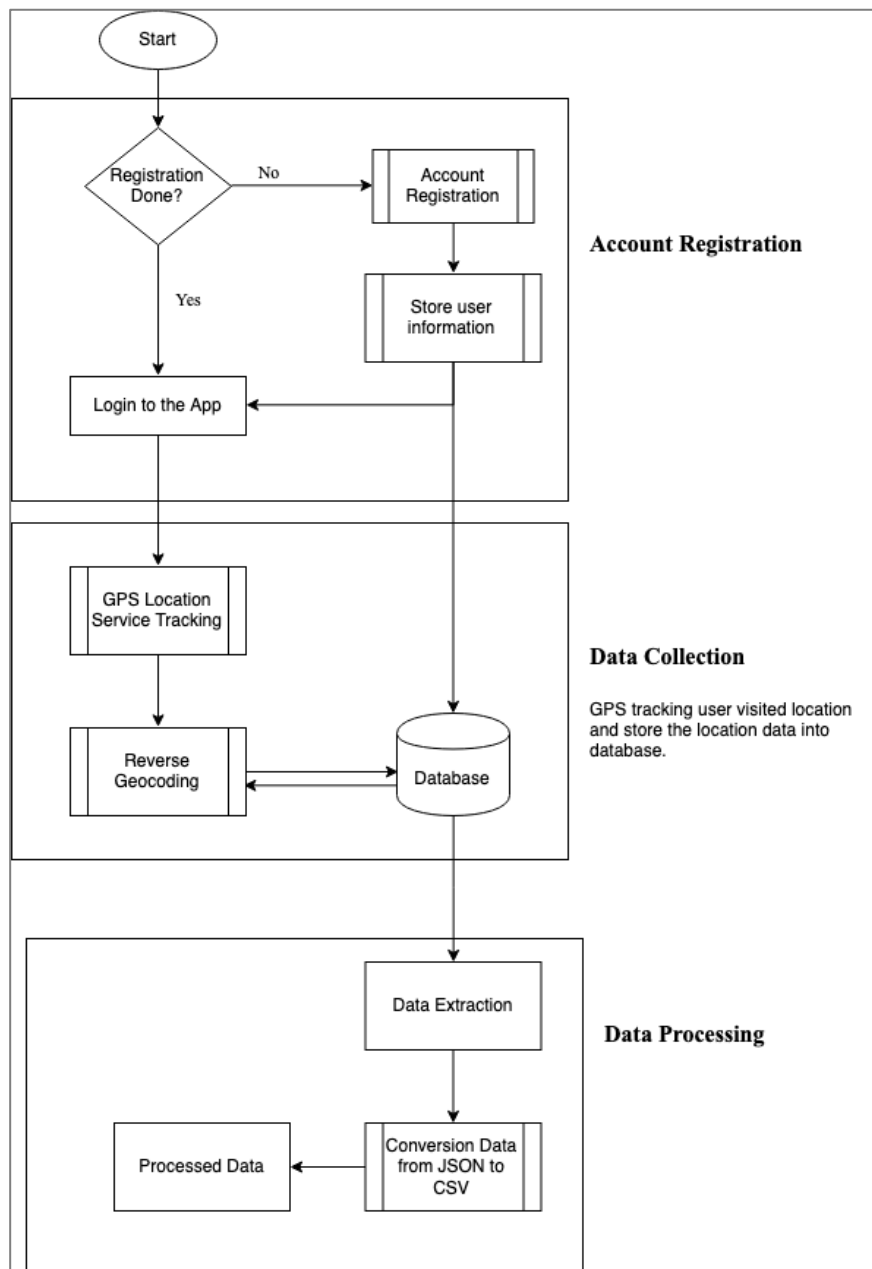 Start
Registration
Done?
No
Account
Registration
Account Registration
Yes
Store user
information
Login to the App
GPS Location
Service Tracking
Data Collection
GPS tracking user visited location
and store the location data into
database.
Reverse
Geocoding
Database
Data Extraction
Data Processing
Processed Data
Conversion Data
from JSON to
CSV